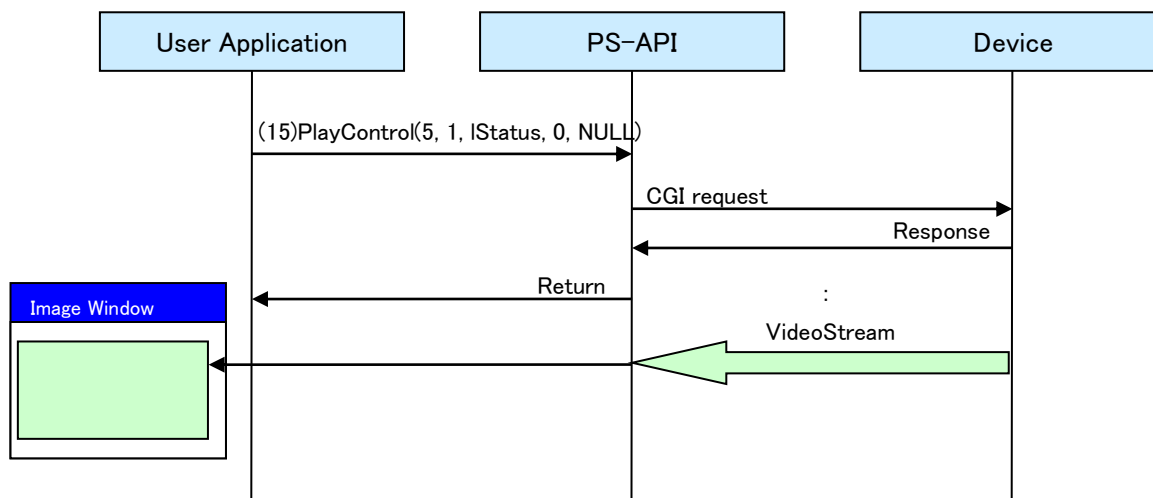 User Application
PS-API
Device
(15)PlayControl(5, 1, lStatus, 0, NULL)
CGI request
Response
Return
:
Image Window
VideoStream